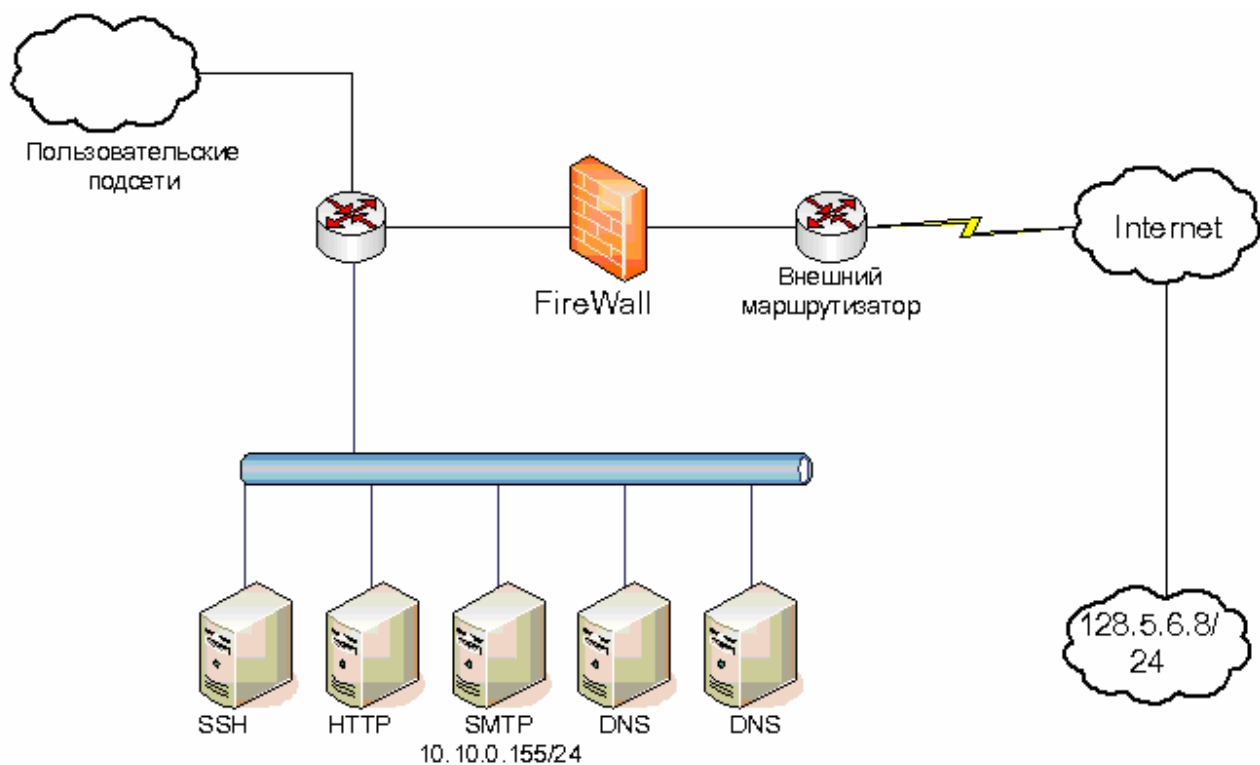 Пользовательские
подсети
FireWall
Внешний
маршрутизатор
Internet
128.5.6.8/
24
SSH
HTTP
SMTP
DNS
DNS
10.10.0.155/24